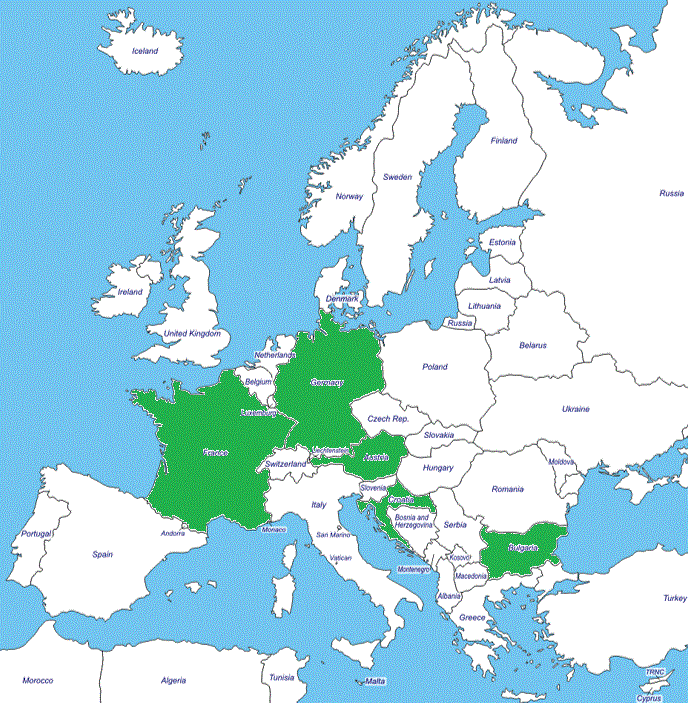 Iceland
Finland
Norway
Sweden
Russia
Estonia
Latvia
Lithuania
Russia
Belarus
Ireland
United Kingdom
Denmark
Netherlands
Belgium
Germany
Poland
Ukraine
Czech Rep.
Slovakia
France
Liechtenstein
Switzerland
Hungary
Moldova
Slovenia
Croatia
Romania
Italy
Bosnia and
Herzegovina
Serbia
Portugal
Spain
Andorra
Monaco
San Marino
Vatican
Kosovo
Bulgaria
Montenegro
Macedonia
Albania
Greece
Turkey
Morocco
Algeria
Tunisia
Malta
TRNC
Cyprus